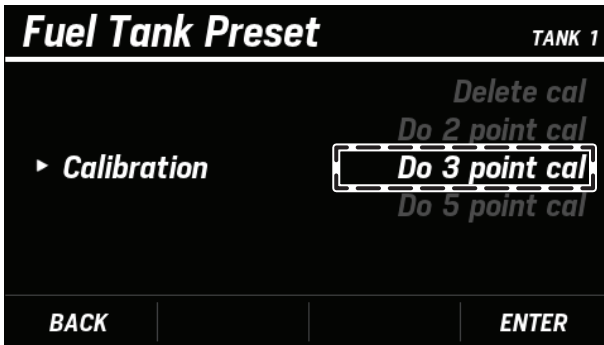 Fuel Tank Preset TANK 1
Delete cal
Do 2 point cal
Calibration Do 3 point cal
Do 5 point cal
BACK ENTER